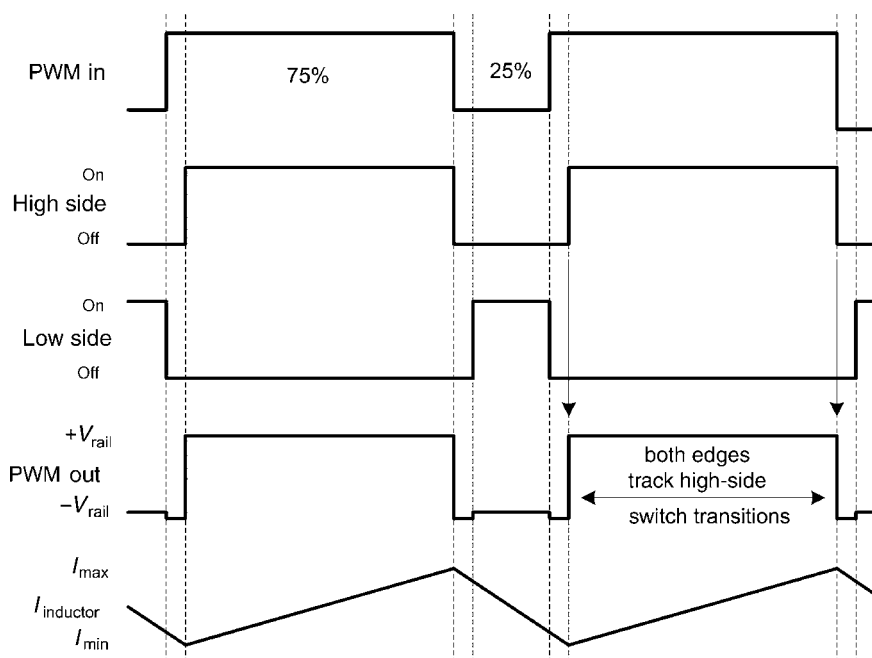 PWM in
75%
25%
On
High side
Off
On
Low side
Off
+Vrail
PWM out
−Vrail
both edges
track high-side
switch transitions
Imax
Iinductor
Imin